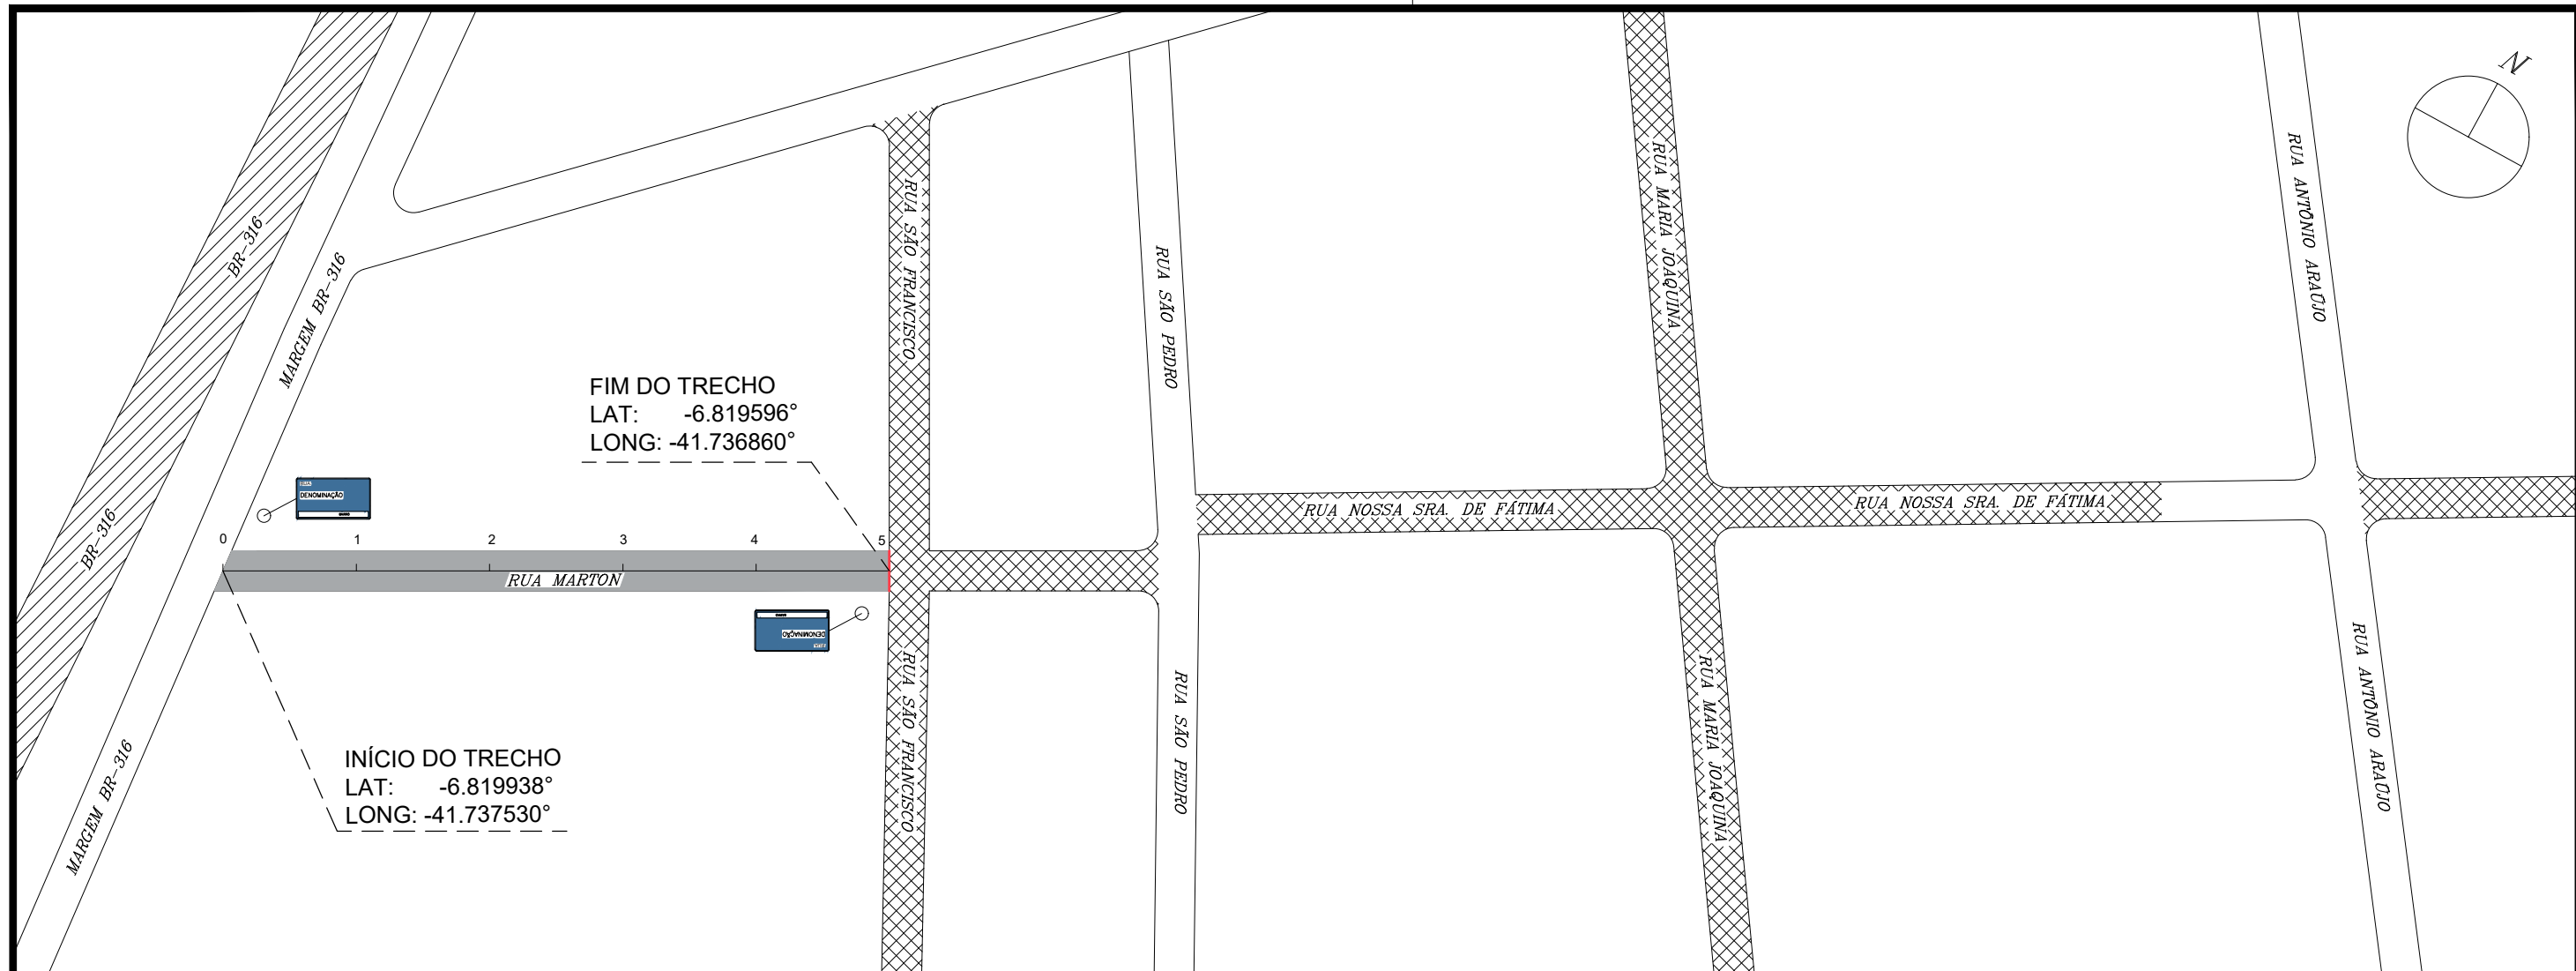 N
BR-316
MARGEM BR-316
RUA SÃO FRANCISCO
RUA SÃO PEDRO
RUA MARIA JOAQUINA
RUA ANTÔNIO ARAÚJO
FIM DO TRECHO
LAT: -6.819596°
LONG: -41.736860°
DENOMINAÇÃO
RUA NOSSA SRA. DE FÁTIMA
RUA NOSSA SRA. DE FÁTIMA
BR-316
0 1 2 3 4 5
RUA MARTON
DENOMINAÇÃO
RUA SÃO FRANCISCO
RUA SÃO PEDRO
RUA MARIA JOAQUINA
RUA ANTÔNIO ARAÚJO
INÍCIO DO TRECHO
LAT: -6.819938°
LONG: -41.737530°
MARGEM BR-316